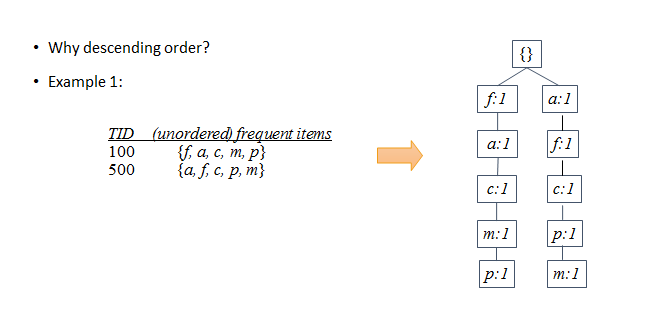 • Why descending order?
• Example 1:
TID (unordered) frequent items
100 {f, a, c, m, p}
500 {a, f, c, p, m}
{}
f:1 a:1
a:1 f:1
c:1 c:1
m:1 p:1
p:1 m:1